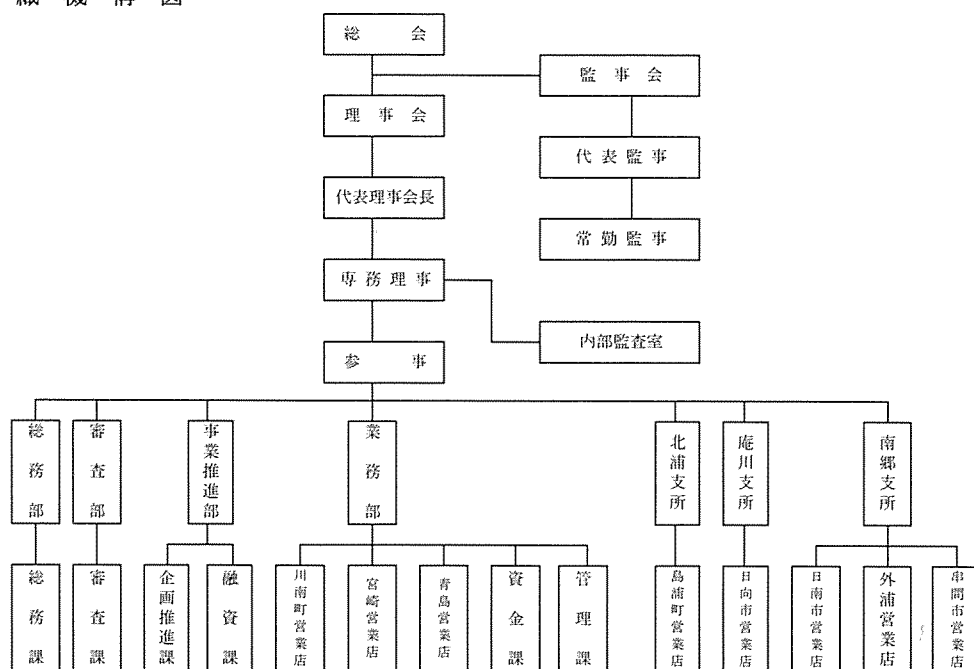 織機構図
総会
監事会
理事会
代表監事
代表理事会長
常勤監事
専務理事
内部監査室
参事
総務部
審査部
事業推進部
業務部
北浦支所
庵川支所
南郷支所
総務課
審査課
企画推進課
融資課
川南町営業店
宮崎営業店
青島営業店
資金課
管理課
島浦町営業店
日向市営業店
日南市営業店
外浦営業店
串間市営業店